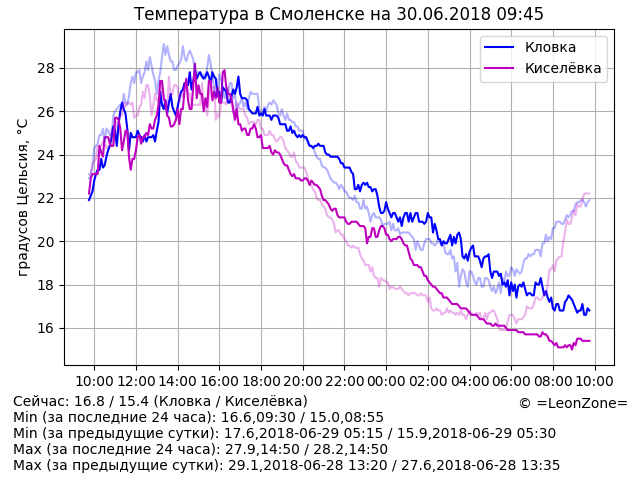 Температура в Смоленске на 30.06.2018 09:45
Кловка
Киселёвка
градусов Цельсия, °C
28
26
24
22
20
18
16
10:00 12:00 14:00 16:00 18:00 20:00 22:00 00:00 02:00 04:00 06:00 08:00 10:00
Сейчас: 16.8 / 15.4 (Кловка / Киселёвка)
© =LeonZone=
Min (за последние 24 часа): 16.6,09:30 / 15.0,08:55
Min (за предыдущие сутки): 17.6,2018-06-29 05:15 / 15.9,2018-06-29 05:30
Max (за последние 24 часа): 27.9,14:50 / 28.2,14:50
Max (за предыдущие сутки): 29.1,2018-06-28 13:20 / 27.6,2018-06-28 13:35